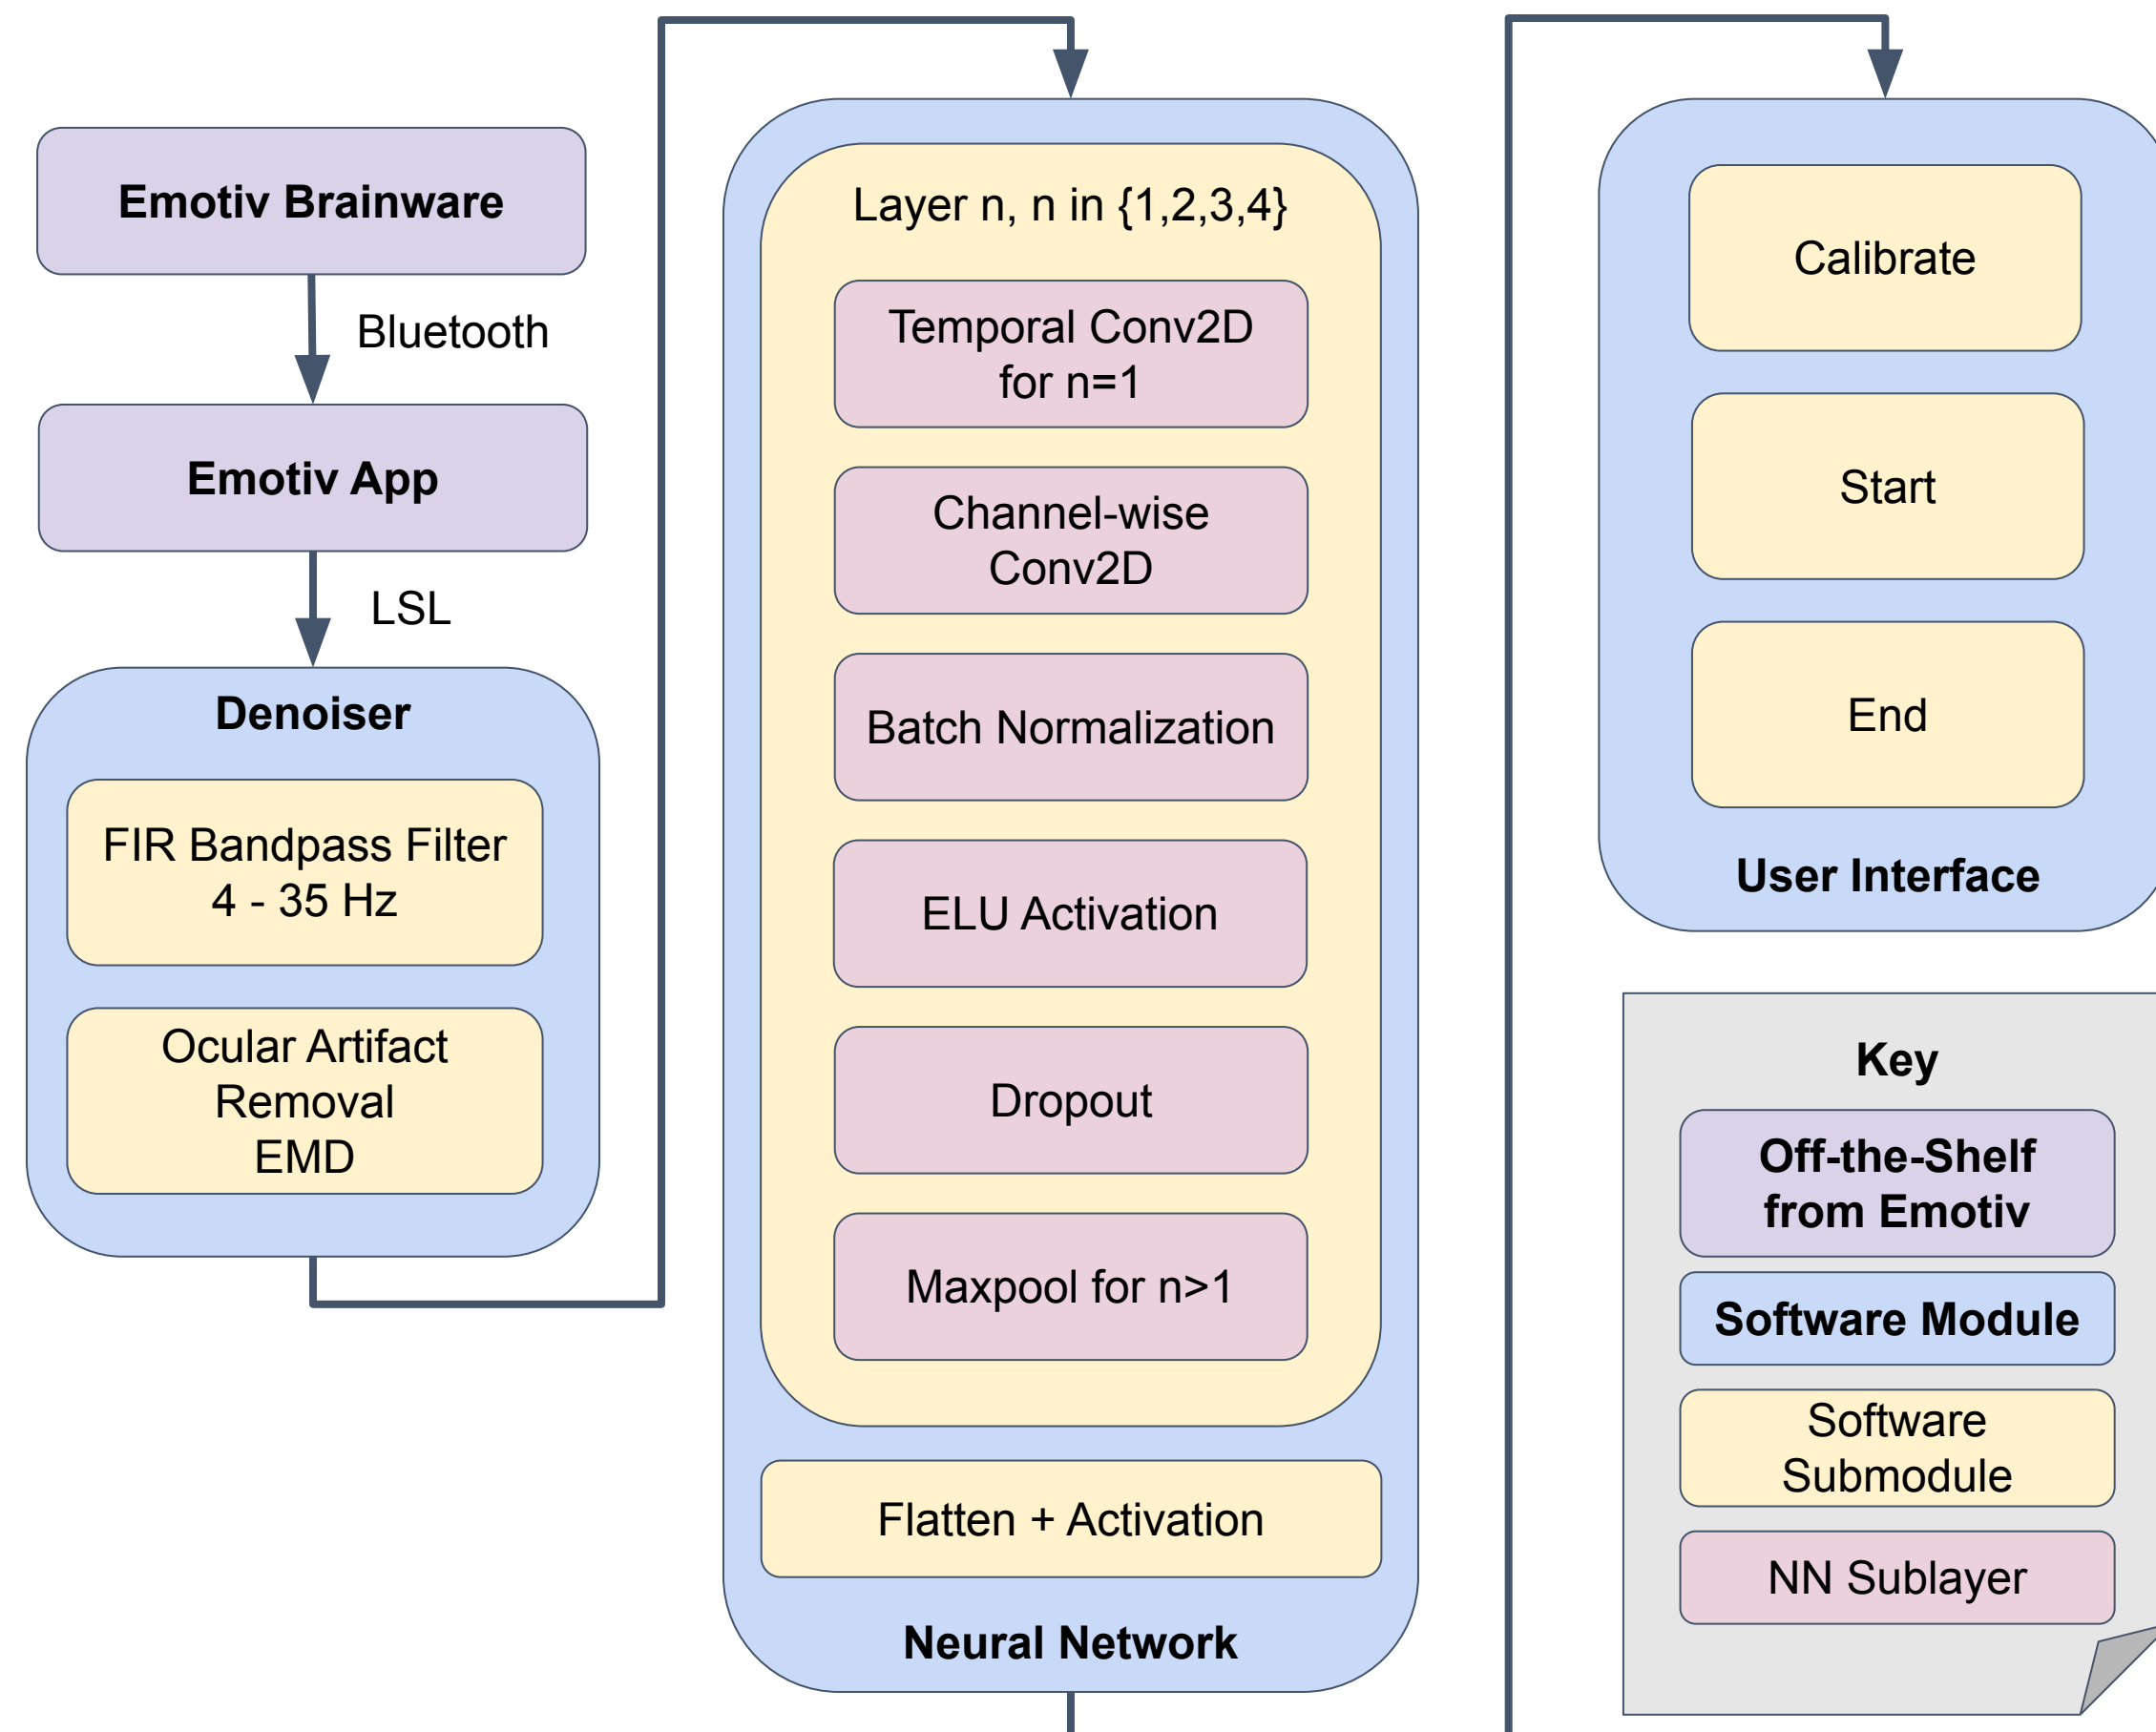 Emotiv Brainware
Bluetooth
Emotiv App
LSL
Denoiser
FIR Bandpass Filter
4 - 35 Hz
Ocular Artifact
Removal
EMD
Layer n, n in {1,2,3,4}
Temporal Conv2D
for n=1
Channel-wise
Conv2D
Batch Normalization
ELU Activation
Dropout
Maxpool for n>1
Flatten + Activation
Neural Network
Calibrate
Start
End
User Interface
Key
Off-the-Shelf
from Emotiv
Software Module
Software
Submodule
NN Sublayer